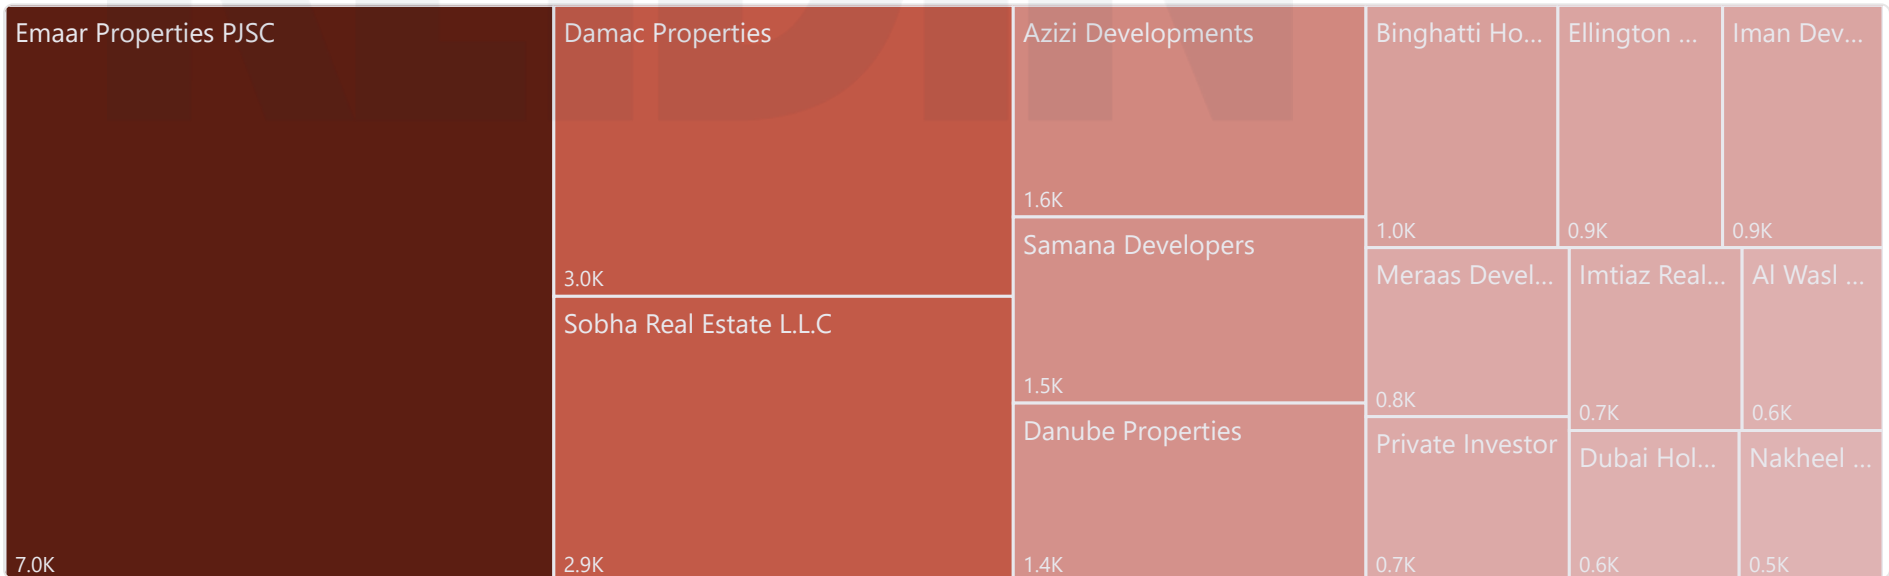 Emaar Properties PJSC
7.0K
Damac Properties
3.0K
Sobha Real Estate L.L.C
2.9K
Azizi Developments
1.6K
Samana Developers
1.5K
Danube Properties
1.4K
Binghatti Ho...
1.0K
Ellington ...
0.9K
Iman Dev...
0.9K
Meraas Devel...
0.8K
Imtiaz Real...
0.7K
Al Wasl ...
0.6K
Private Investor
0.7K
Dubai Hol...
0.6K
Nakheel ...
0.5K